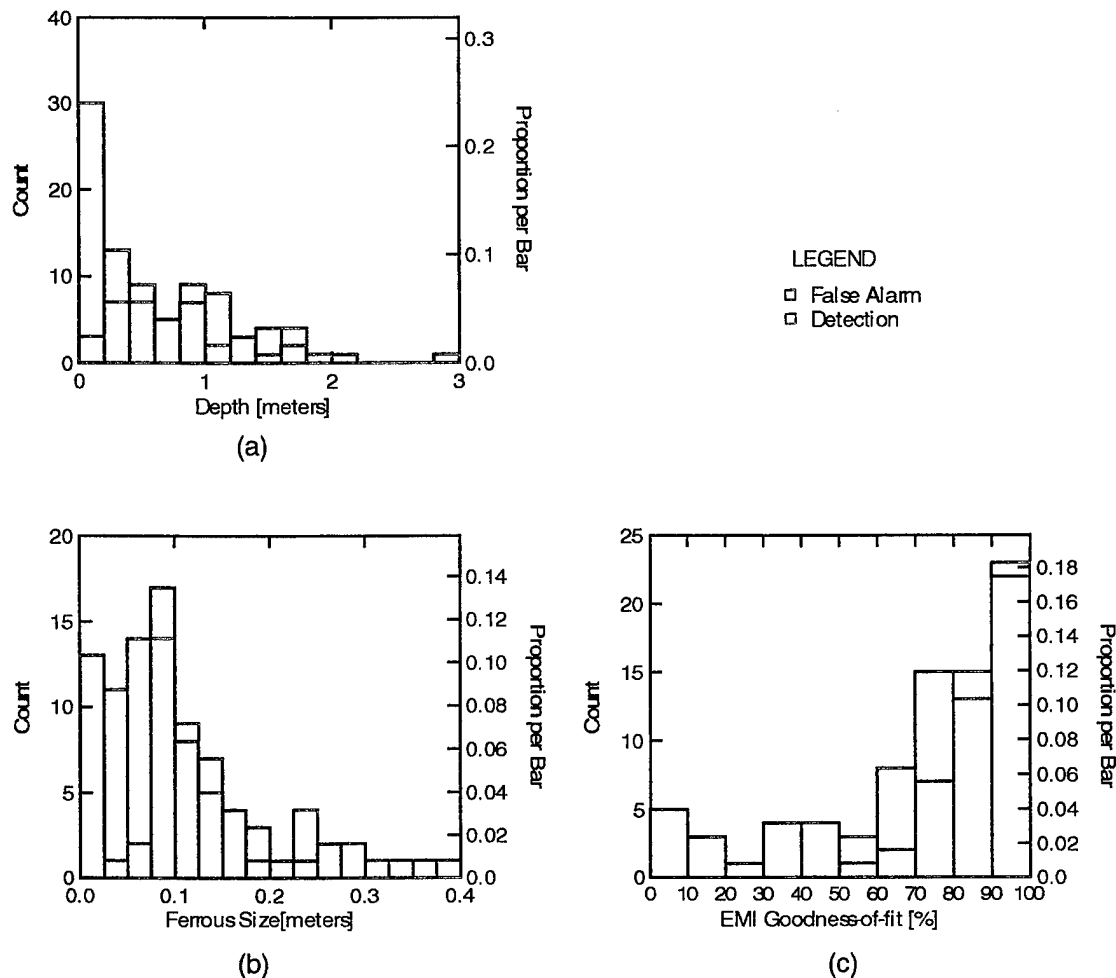 40
30
20
10
0
Count
0.3
0.2
0.1
0.0
Proportion per Bar
0 1 2 3
Depth [meters]
(a)
LEGEND
False Alarm
Detection
20
15
10
5
0
Count
0.14
0.12
0.10
0.08
0.06
0.04
0.02
0.0
Proportion per Bar
0.0 0.1 0.2 0.3 0.4
Ferrous Size[meters]
(b)
25
20
15
10
5
0
Count
0.18
0.16
0.14
0.12
0.10
0.08
0.06
0.04
0.02
0.0
Proportion per Bar
0 10 20 30 40 50 60 70 80 90 100
EMI Goodness-of-fit [%]
(c)